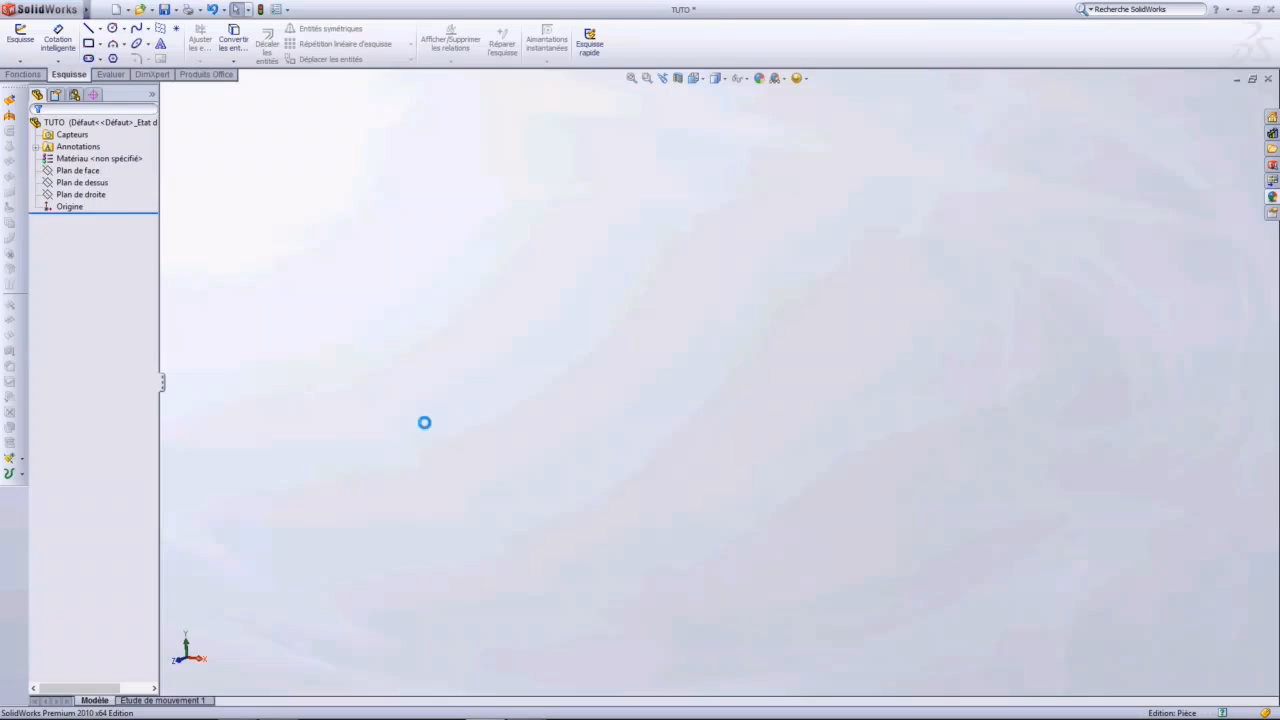 SolidWorks
TUTO *
Recherche SolidWorks
Esquisse
Cotation intelligente
Ajuster les e...
Convertir les ent...
Décaler les entités
Entités symétriques
Répétition linéaire d'esquisse
Déplacer les entités
Afficher/Supprimer les relations
Réparer l'esquisse
Aimantations instantanées
Esquisse rapide
Fonctions
Esquisse
Evaluer
DimXpert
Produits Office
TUTO (Défaut<<Défaut>_Etat d
Capteurs
Annotations
Matériau <non spécifié>
Plan de face
Plan de dessus
Plan de droite
Origine
Y
Z
X
Modèle
Etude de mouvement 1
SolidWorks Premium 2010 x64 Edition
Edition: Pièce